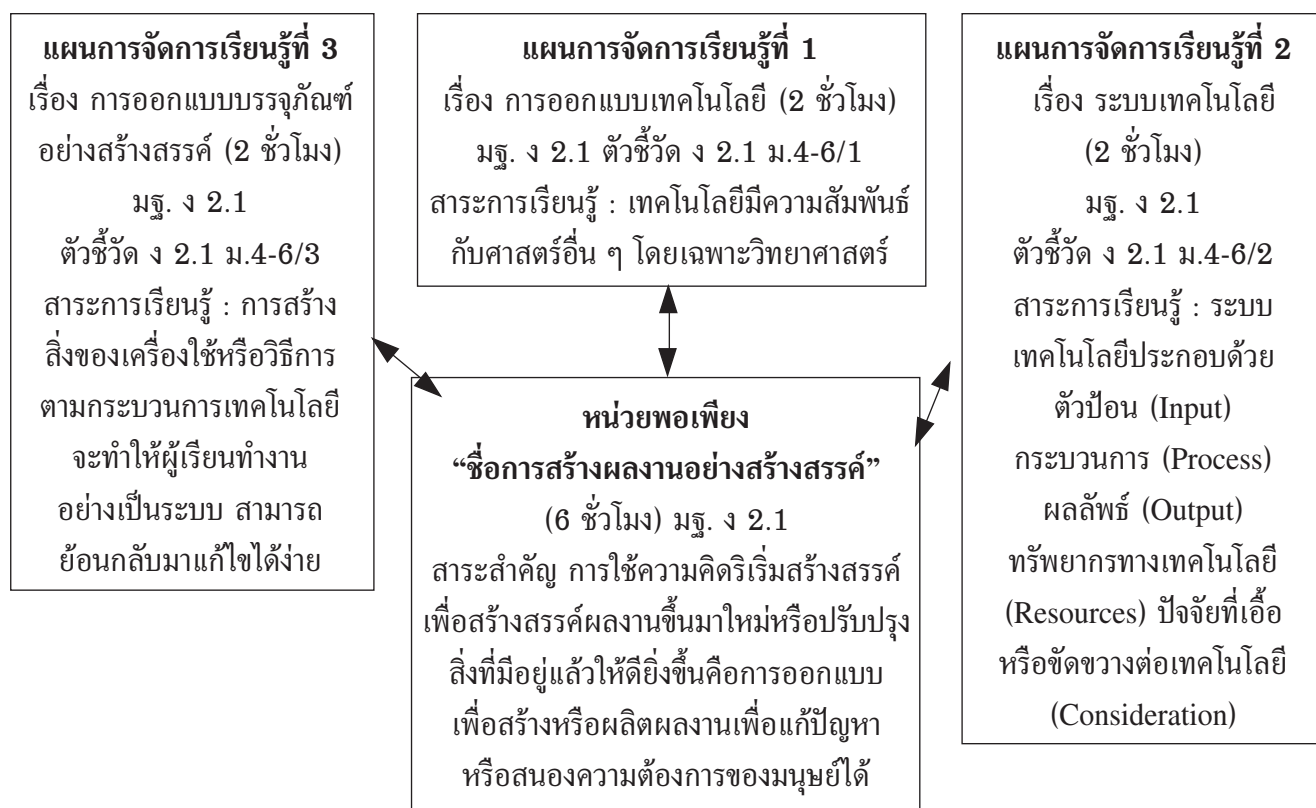 แผนการจัดการเรียนรู้ที่ 3
เรื่อง การออกแบบบรรจุภัณฑ์
อย่างสร้างสรรค์ (2 ชั่วโมง)
มฐ. ง 2.1
ตัวชี้วัด ง 2.1 ม.4-6/3
สาระการเรียนรู้ : การสร้าง
สิ่งของเครื่องใช้หรือวิธีการ
ตามกระบวนการเทคโนโลยี
จะทำให้ผู้เรียนทำงาน
อย่างเป็นระบบ สามารถ
ย้อนกลับมาแก้ไขได้ง่าย
แผนการจัดการเรียนรู้ที่ 1
เรื่อง การออกแบบเทคโนโลยี (2 ชั่วโมง)
มฐ. ง 2.1 ตัวชี้วัด ง 2.1 ม.4-6/1
สาระการเรียนรู้ : เทคโนโลยีมีความสัมพันธ์
กับศาสตร์อื่น ๆ โดยเฉพาะวิทยาศาสตร์
แผนการจัดการเรียนรู้ที่ 2
เรื่อง ระบบเทคโนโลยี
(2 ชั่วโมง)
มฐ. ง 2.1
ตัวชี้วัด ง 2.1 ม.4-6/2
สาระการเรียนรู้ : ระบบ
เทคโนโลยีประกอบด้วย
ตัวป้อน (Input)
กระบวนการ (Process)
ผลลัพธ์ (Output)
ทรัพยากรทางเทคโนโลยี
(Resources) ปัจจัยที่เอื้อ
หรือขัดขวางต่อเทคโนโลยี
(Consideration)
หน่วยพอเพียง
“ชื่อการสร้างผลงานอย่างสร้างสรรค์”
(6 ชั่วโมง) มฐ. ง 2.1
สาระสำคัญ การใช้ความคิดริเริ่มสร้างสรรค์
เพื่อสร้างสรรค์ผลงานขึ้นมาใหม่หรือปรับปรุง
สิ่งที่มีอยู่แล้วให้ดียิ่งขึ้นคือการออกแบบ
เพื่อสร้างหรือผลิตผลงานเพื่อแก้ปัญหา
หรือสนองความต้องการของมนุษย์ได้